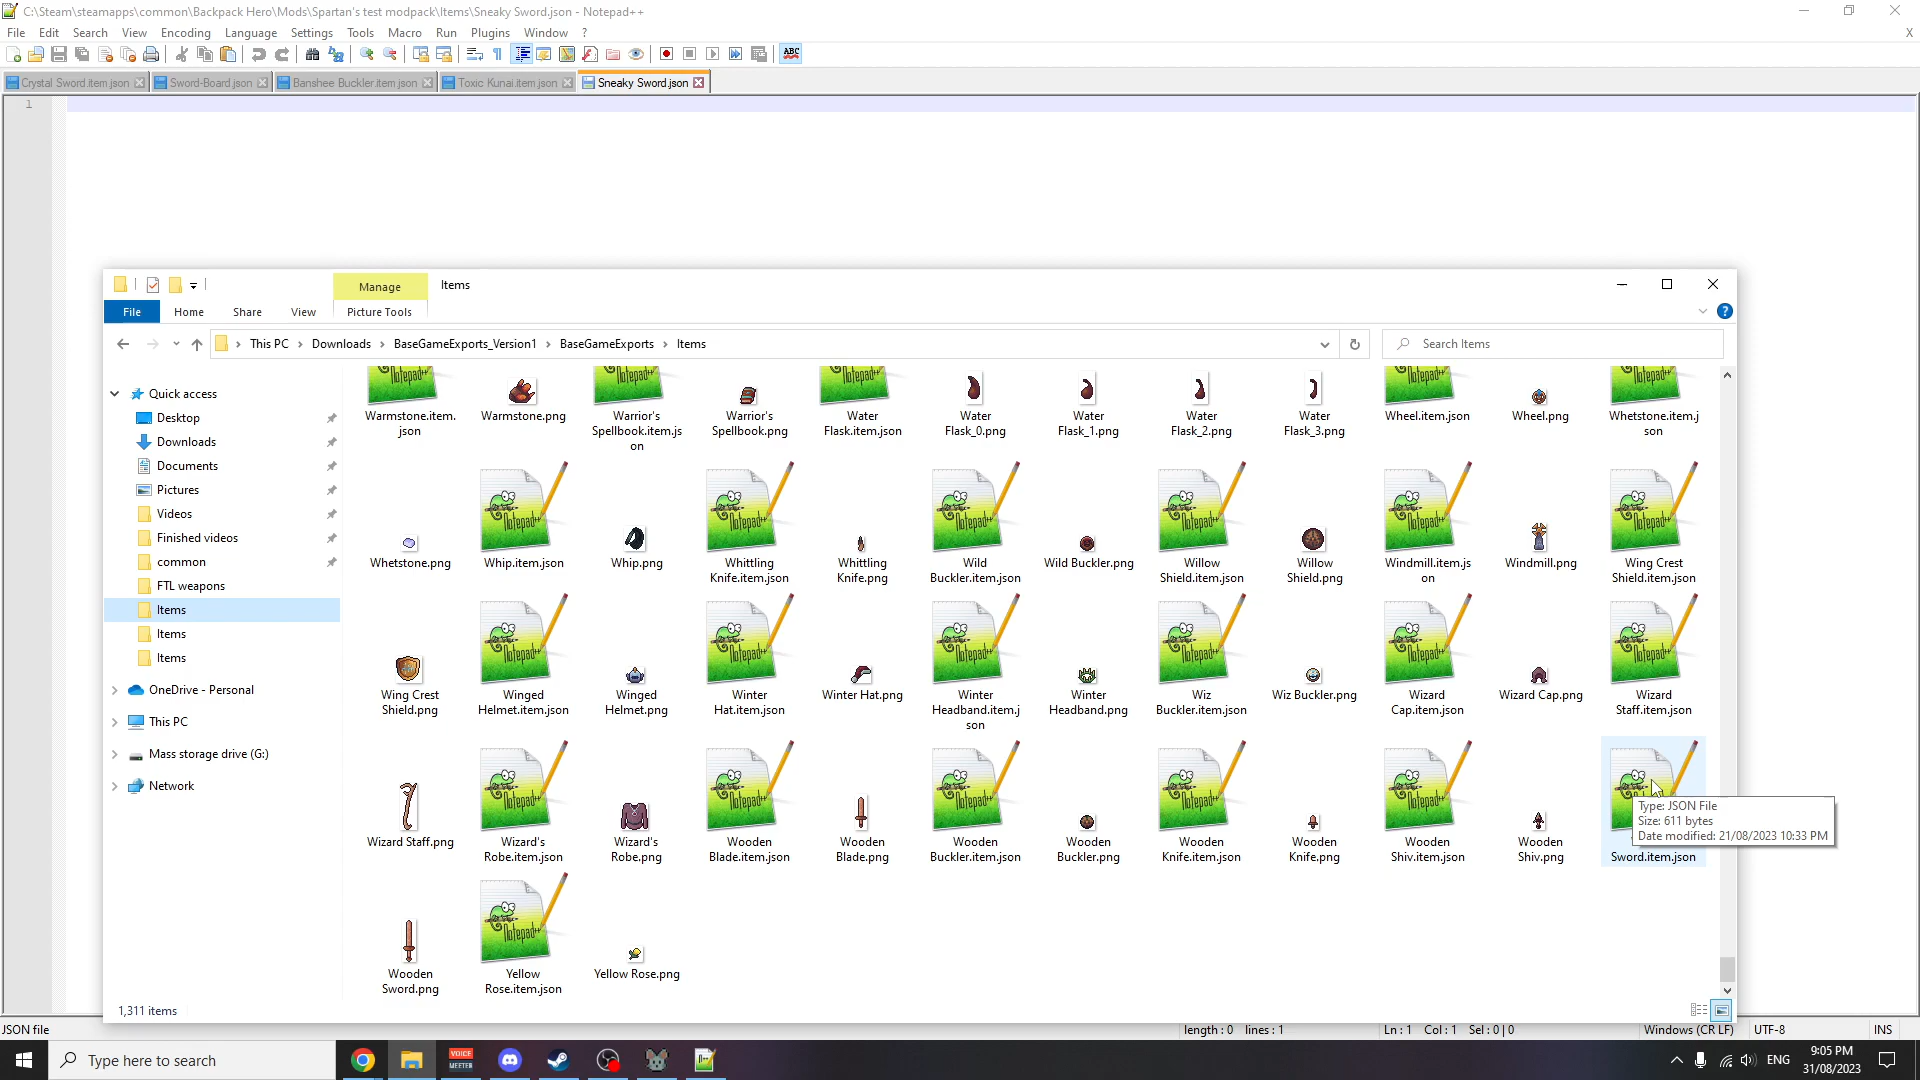 C:\Steam\steamapps\common\Backpack Hero\Mods\Spartan's test modpack\Items\Sneaky Sword.json - Notepad++
File Edit Search View Encoding Language Settings Tools Macro Run Plugins Window ? X
ABC
Crystal Sword.item.json Sword-Board.json Banshee Buckler.item.json Toxic Kunai.item.json Sneaky Sword.json
1
Manage Items
File Home Share View Picture Tools
This PC Downloads BaseGameExports_Version1 BaseGameExports Items
Search Items
Quick access
Desktop
Downloads
Documents
Pictures
Videos
Finished videos
common
FTL weapons
Items
Items
Items
OneDrive - Personal
This PC
Mass storage drive (G:)
Network
Warmstone.item.
json
Warmstone.png
Warrior's
Spellbook.item.js
on
Warrior's
Spellbook.png
Water
Flask.item.json
Water
Flask_0.png
Water
Flask_1.png
Water
Flask_2.png
Water
Flask_3.png
Wheel.item.json
Wheel.png
Whetstone.item.j
son
Whetstone.png
Whip.item.json
Whip.png
Whittling
Knife.item.json
Whittling
Knife.png
Wild
Buckler.item.json
Wild Buckler.png
Willow
Shield.item.json
Willow
Shield.png
Windmill.item.js
on
Windmill.png
Wing Crest
Shield.item.json
Wing Crest
Shield.png
Winged
Helmet.item.json
Winged
Helmet.png
Winter
Hat.item.json
Winter Hat.png
Winter
Headband.item.j
son
Winter
Headband.png
Wiz
Buckler.item.json
Wiz Buckler.png
Wizard
Cap.item.json
Wizard Cap.png
Wizard
Staff.item.json
Wizard Staff.png
Wizard's
Robe.item.json
Wizard's
Robe.png
Wooden
Blade.item.json
Wooden
Blade.png
Wooden
Buckler.item.json
Wooden
Buckler.png
Wooden
Knife.item.json
Wooden
Knife.png
Wooden
Shiv.item.json
Wooden
Shiv.png
Sword.item.json
Type: JSON File
Size: 611 bytes
Date modified: 21/08/2023 10:33 PM
Wooden
Sword.png
Yellow
Rose.item.json
Yellow Rose.png
1,311 items
JSON file length : 0 lines : 1 Ln : 1 Col : 1 Sel : 0 | 0 Windows (CR LF) UTF-8 INS
Type here to search
VOICE
MEETER
ENG
9:05 PM
31/08/2023